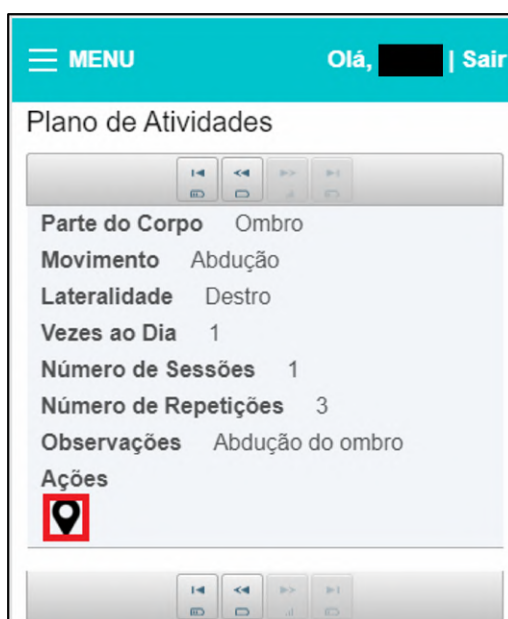 MENU Olá, | Sair
Plano de Atividades
Parte do Corpo Ombro
Movimento Abdução
Lateralidade Destro
Vezes ao Dia 1
Número de Sessões 1
Número de Repetições 3
Observações Abdução do ombro
Ações